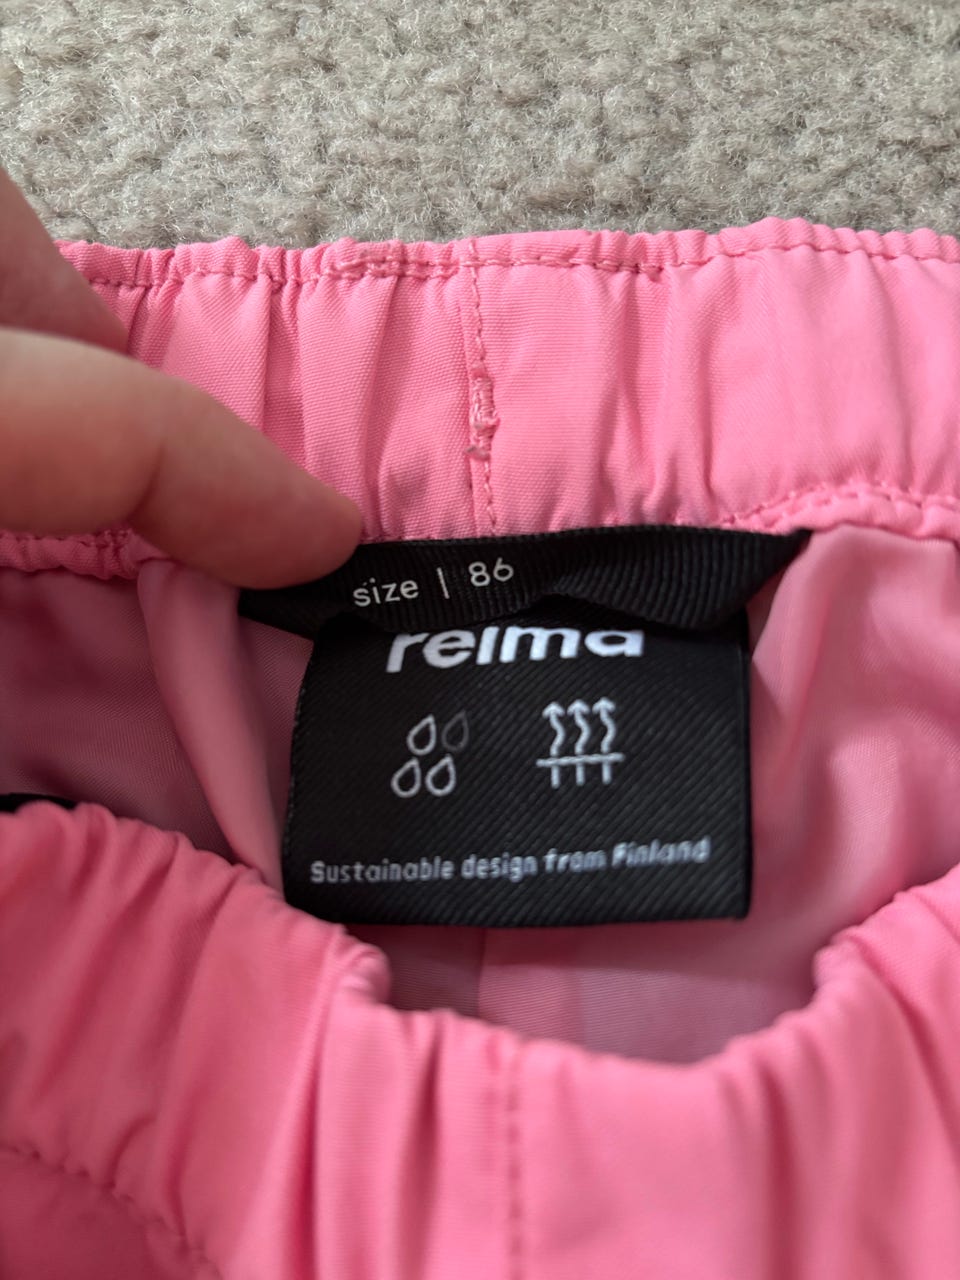 size | 86
reima
Sustainable design from Finland